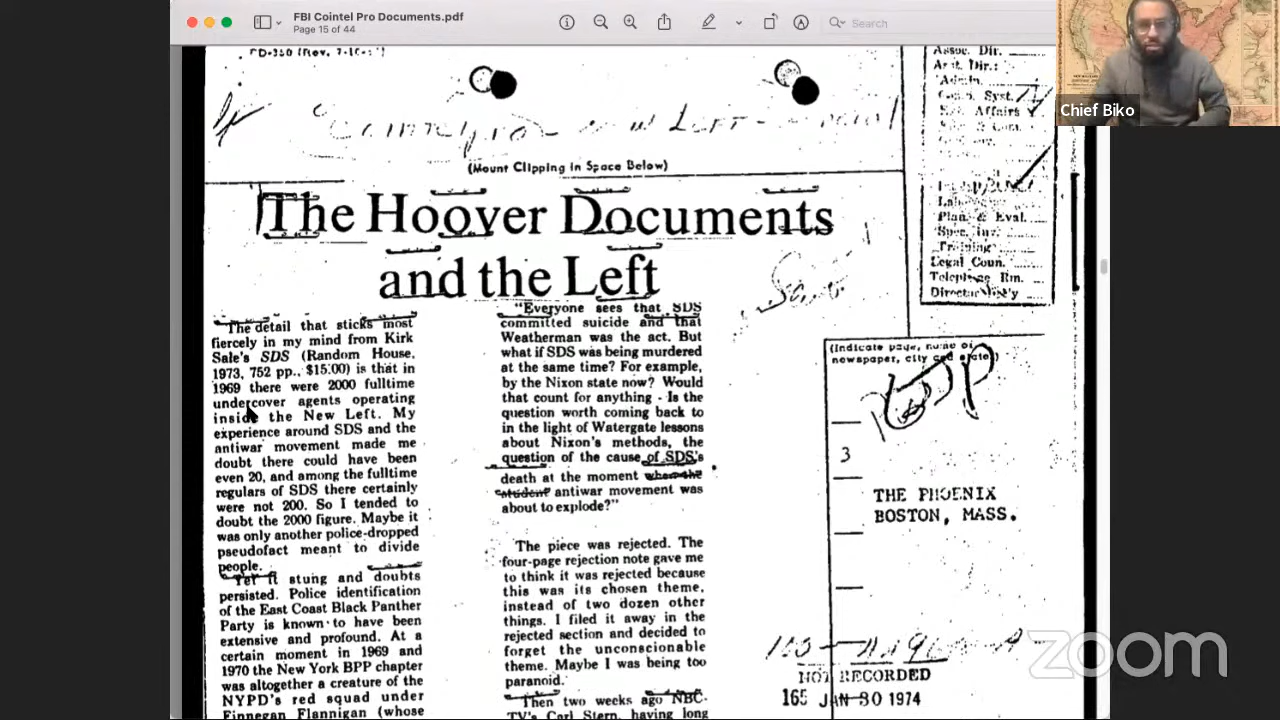 FBI Cointel Pro Documents.pdf
Page 15 of 44
Search
Chief Biko
Assoc. Dir.
(Mount Clipping in Space Below)
The Hoover Documents
and the Left
Plan. & Eval.
Spec. Inv.
Training
Legal Coun.
Telephone Rm.
Director Sec'y
The detail that sticks most
fiercely in my mind from Kirk
Sale's SDS (Random House,
1973, 752 pp., $15.00) is that in
1969 there were 2000 fulltime
undercover agents operating
inside the New Left. My
experience around SDS and the
antiwar movement made me
doubt there could have been
even 20, and among the fulltime
regulars of SDS there certainly
were not 200. So I tended to
doubt the 2000 figure. Maybe it
was only another police-dropped
pseudofact meant to divide
people.
Yet it stung and doubts
persisted. Police identification
of the East Coast Black Panther
Party is known to have been
extensive and profound. At a
certain moment in 1969 and
1970 the New York BPP chapter
was altogether a creature of the
NYPD's red squad under
Finnegan Flannigan (whose
"Everyone sees that SDS
committed suicide and that
Weatherman was the act. But
what if SDS was being murdered
at the same time? For example,
by the Nixon state now? Would
that count for anything - Is the
question worth coming back to
in the light of Watergate lessons
about Nixon's methods, the
question of the cause of SDS's
death at the moment when the
student antiwar movement was
about to explode?"
The piece was rejected. The
four-page rejection note gave me
to think it was rejected because
this was its chosen theme,
instead of two dozen other
things. I filed it away in the
rejected section and decided to
forget the unconscionable
theme. Maybe I was being too
paranoid.
Then two weeks ago NBC-
TV's Carl Stern, having long
(Indicate page, name of
newspaper, city and state.)
3
THE PHOENIX
BOSTON, MASS.
NOT RECORDED
165 JAN 30 1974
zoom